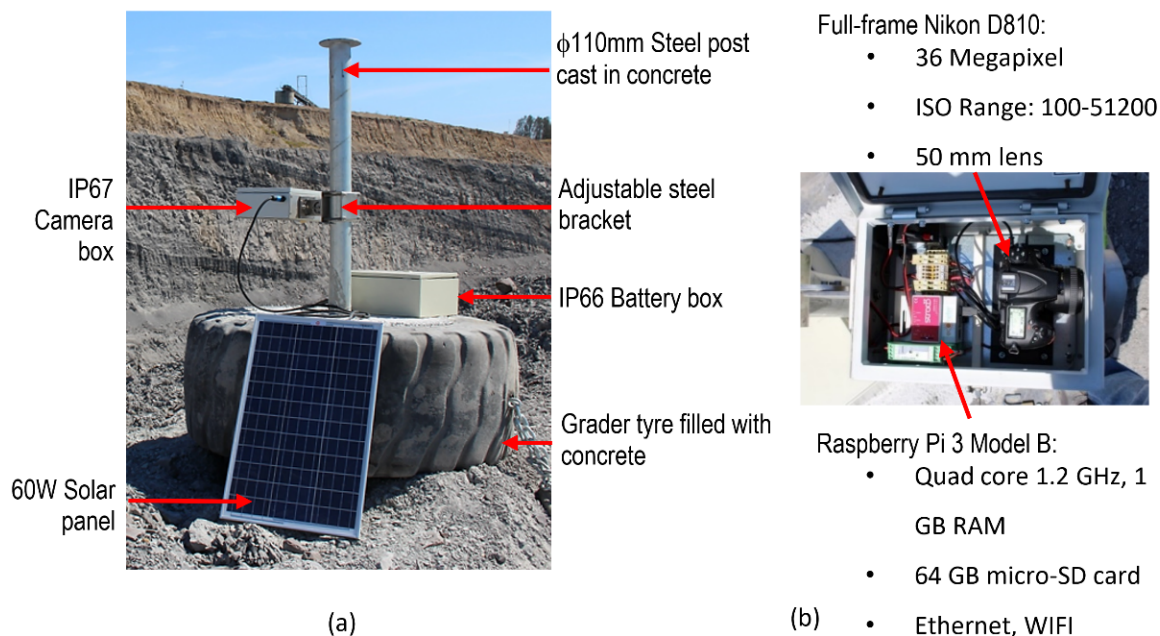 (a)
ϕ110mm Steel post
cast in concrete
IP67
Camera
box
Adjustable steel
bracket
IP66 Battery box
Grader tyre filled with
concrete
60W Solar
panel
(a)
(b)
Full-frame Nikon D810:
• 36 Megapixel
• ISO Range: 100-51200
• 50 mm lens
Raspberry Pi 3 Model B:
• Quad core 1.2 GHz, 1
GB RAM
• 64 GB micro-SD card
• Ethernet, WIFI
(b)